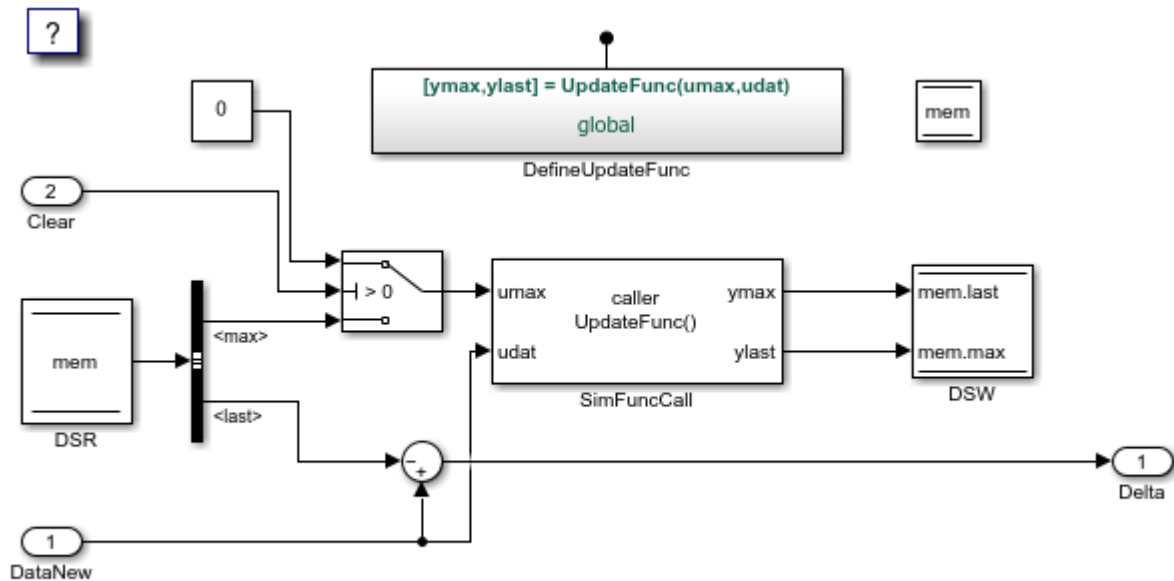 ?
[ymax,ylast] = UpdateFunc(umax,udat)
global
DefineUpdateFunc
mem
0
2
Clear
> 0
umax
udat
caller
UpdateFunc()
ymax
ylast
SimFuncCall
mem.last
mem.max
DSW
mem
DSR
<max>
<last>
-
+
1
Delta
1
DataNew